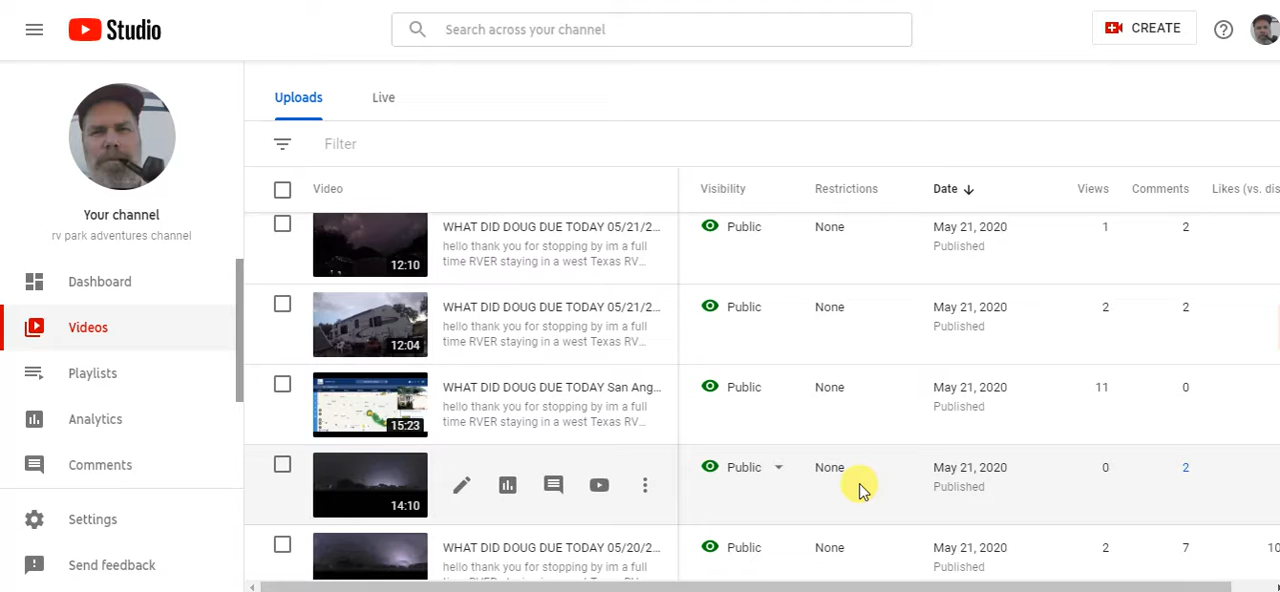 Studio
Search across your channel
CREATE
Uploads
Live
Filter
Your channel
rv park adventures channel
Dashboard
Videos
Playlists
Analytics
Comments
Settings
Send feedback
Video
Visibility
Restrictions
Date
Views
Comments
Likes (vs. dis
12:10
WHAT DID DOUG DUE TODAY 05/21/2...
hello thank you for stopping by im a full
time RVER staying in a west Texas RV...
Public
None
May 21, 2020
Published
1
2
12:04
WHAT DID DOUG DUE TODAY 05/21/2...
hello thank you for stopping by im a full
time RVER staying in a west Texas RV...
Public
None
May 21, 2020
Published
2
2
15:23
WHAT DID DOUG DUE TODAY San Ang...
hello thank you for stopping by im a full
time RVER staying in a west Texas RV...
Public
None
May 21, 2020
Published
11
0
14:10
Public
None
May 21, 2020
Published
0
2
WHAT DID DOUG DUE TODAY 05/20/2...
hello thank you for stopping by im a full
Public
None
May 21, 2020
Published
2
7
10